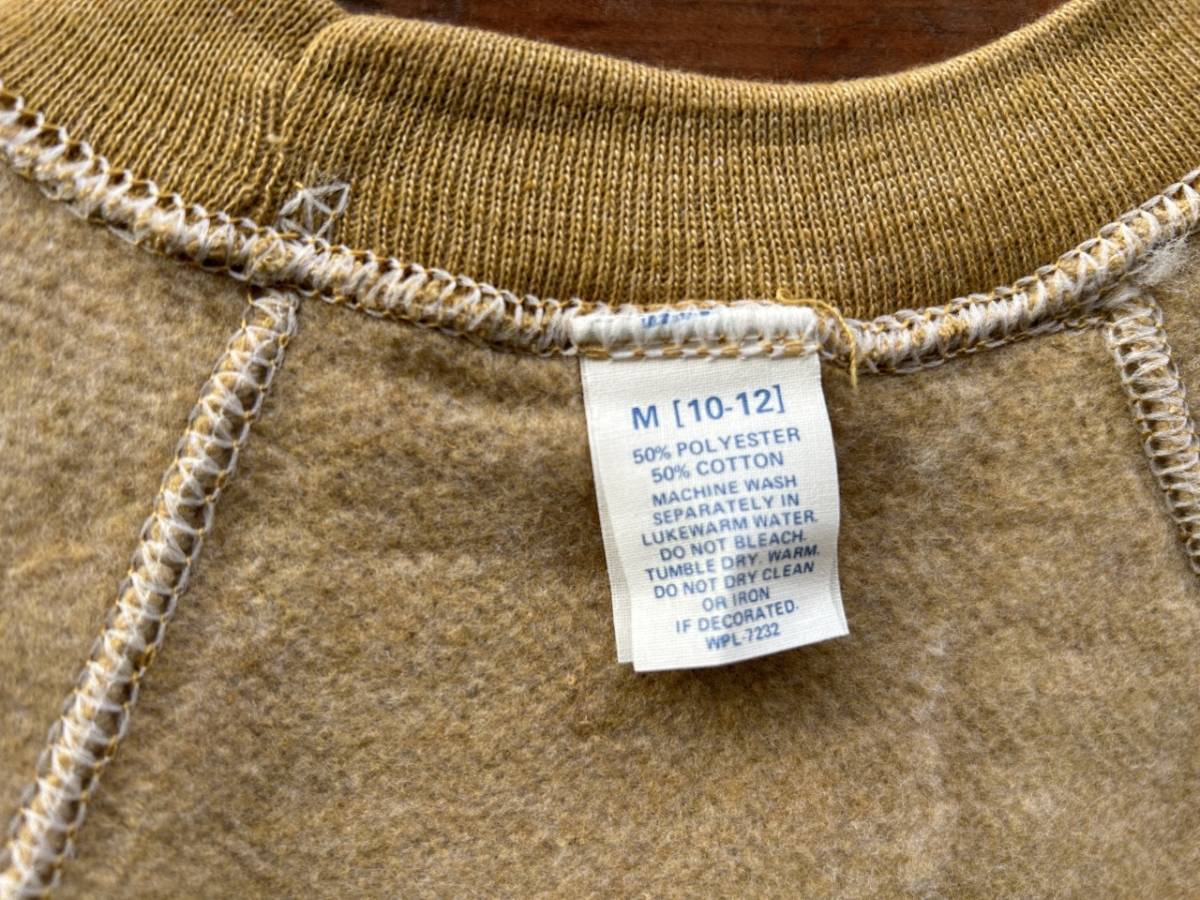 M [10-12]
50% POLYESTER
50% COTTON
MACHINE WASH
SEPARATELY IN
LUKEWARM WATER.
DO NOT BLEACH.
TUMBLE DRY. WARM.
DO NOT DRY CLEAN
OR IRON
IF DECORATED.
WPL-7232